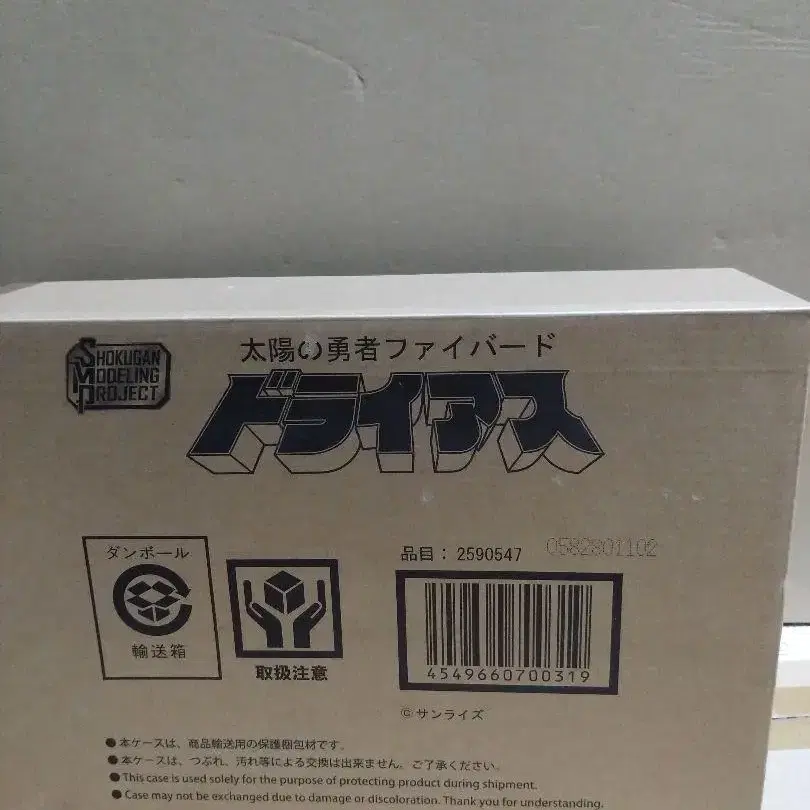 SHOKUGAN
MODELING
PROJECT
太陽の勇者ファイバード
ドライアス
ダンボール
輸送箱
取扱注意
品目: 2590547
0582801102
4549660700319
©サンライズ
●本ケースは、商品輸送用の保護梱包材です。
●本ケースは、つぶれ、汚れ等による交換は出来ません。ご了承ください。
●This case is used solely for the purpose of protecting product during shipment.
●Case may not be exchanged due to damage or discoloration. Thank you for understanding.